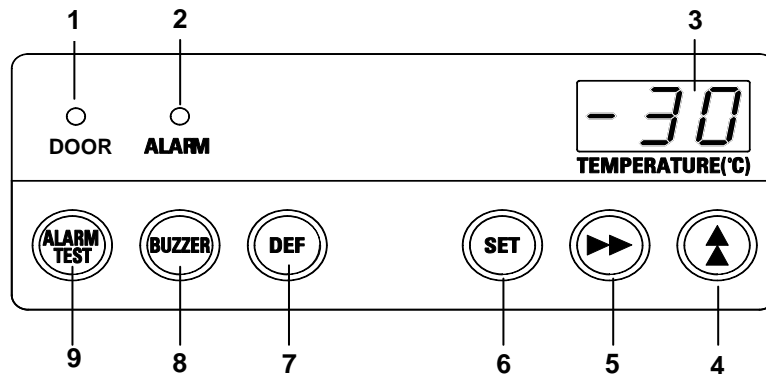 1 2 3
-30
DOOR ALARM
TEMPERATURE(°C)
ALARM
TEST
BUZZER DEF SET
9 8 7 6 5 4